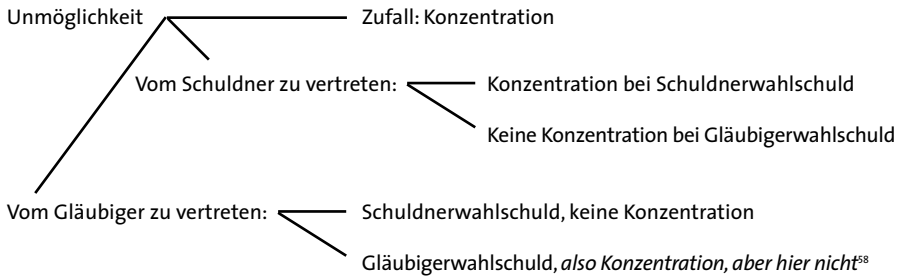 Unmöglichkeit Zufall: Konzentration
Vom Schuldner zu vertreten: Konzentration bei Schuldnerwahlschuld
Keine Konzentration bei Gläubigerwahlschuld
Vom Gläubiger zu vertreten: Schuldnerwahlschuld, keine Konzentration
Gläubigerwahlschuld, also Konzentration, aber hier nicht⁵⁸